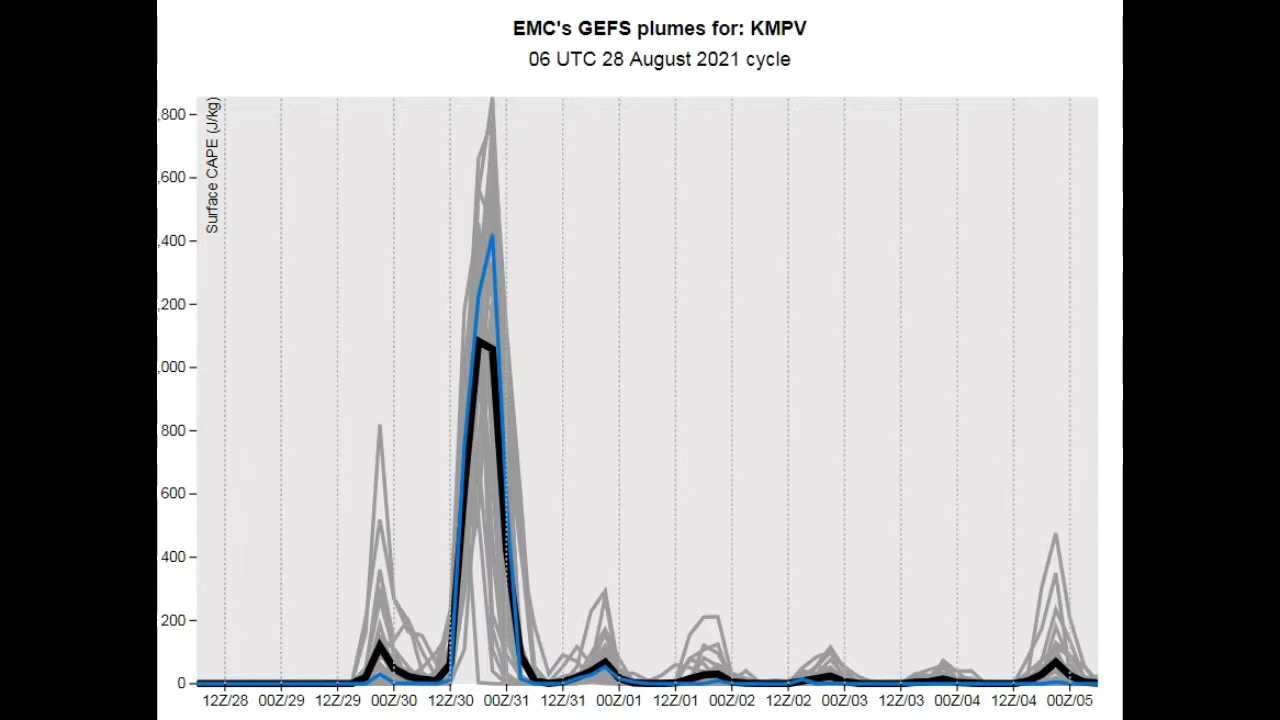 EMC's GEFS plumes for: KMPV
06 UTC 28 August 2021 cycle
Surface CAPE (J/kg)
,800
,600
,400
,200
,000
800
600
400
200
0
12Z/28 00Z/29 12Z/29 00Z/30 12Z/30 00Z/31 12Z/31 00Z/01 12Z/01 00Z/02 12Z/02 00Z/03 12Z/03 00Z/04 12Z/04 00Z/05